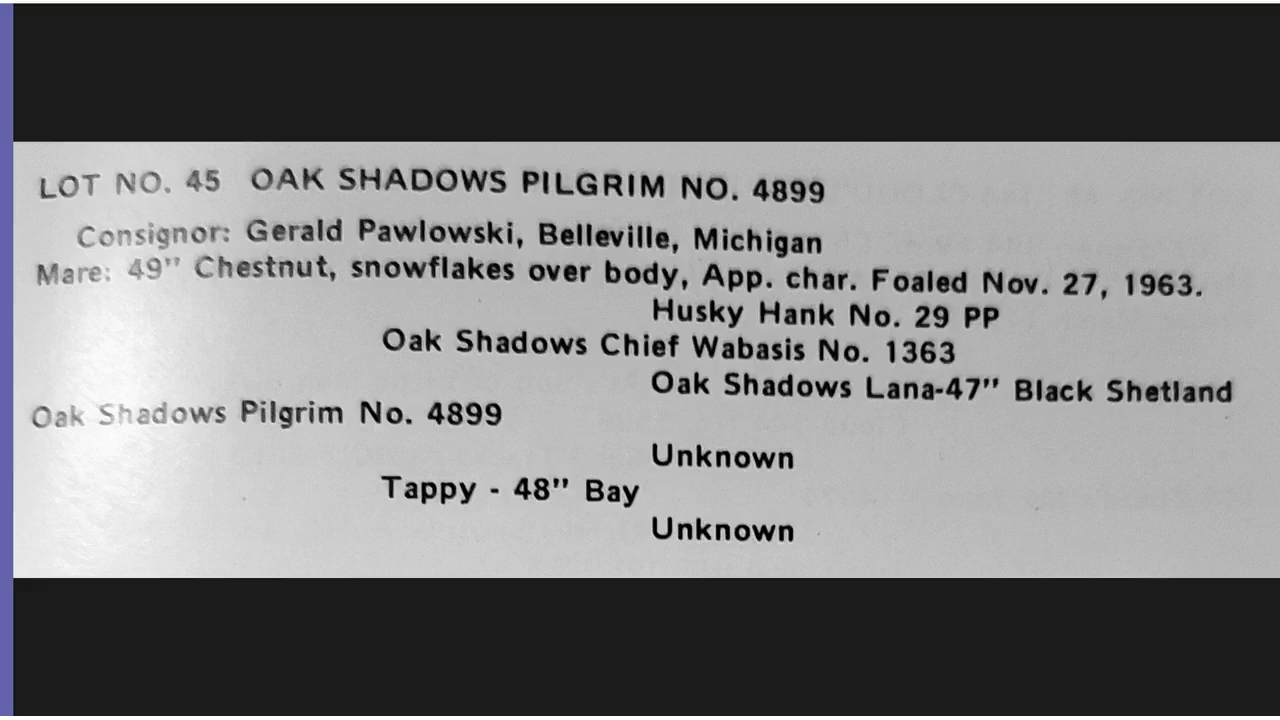 LOT NO. 45 OAK SHADOWS PILGRIM NO. 4899
Consignor: Gerald Pawlowski, Belleville, Michigan
Mare: 49" Chestnut, snowflakes over body, App. char. Foaled Nov. 27, 1963.
Husky Hank No. 29 PP
Oak Shadows Chief Wabasis No. 1363
Oak Shadows Lana-47" Black Shetland
Oak Shadows Pilgrim No. 4899
Unknown
Tappy - 48" Bay
Unknown